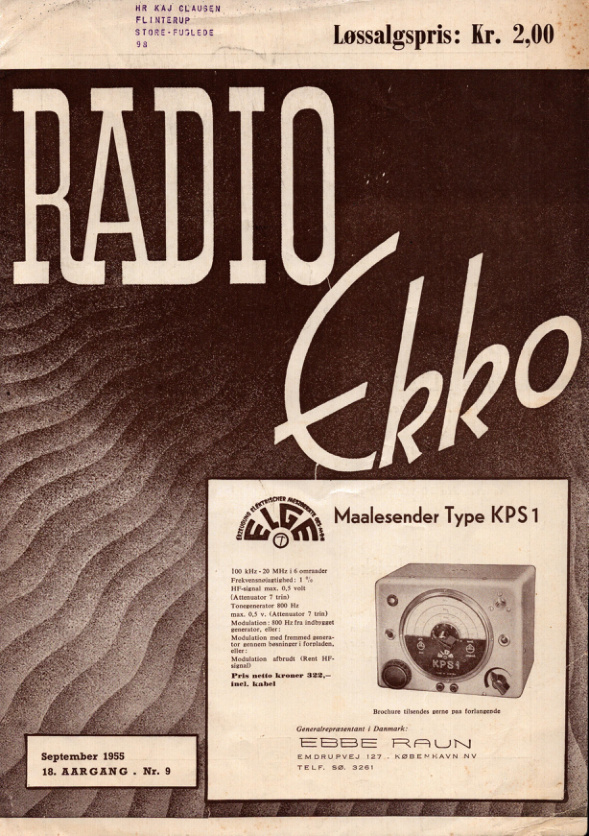 HR KAJ CLAUSEN
FLINTERUP
STORE-FUGLEDE
98
Løssalgspris: Kr. 2,00
RADIO
Ekko
ELGE
Maalesender Type KPS 1
100 kHz - 20 MHz i 6 omraader
Frekvensnøjagtighed: 1 %
HF-signal max. 0,5 volt
(Attenuator 7 trin)
Tonegenerator 800 Hz
max. 0,5 v. (Attenuator 7 trin)
Modulation: 800 Hz fra indbygget
generator, eller:
Modulation med fremmed genera-
tor gennem bøsninger i forpladen,
eller:
Modulation afbrudt (Rent HF-
signal)
Pris netto kroner 322,–
incl. kabel
KPS1
Brochure tilsendes gerne paa forlangende
Generalrepræsentant i Danmark:
EBBE RAUN
EMDRUPVEJ 127 . KØBENHAVN NV
TELF. SØ. 3261
September 1955
18. AARGANG . Nr. 9